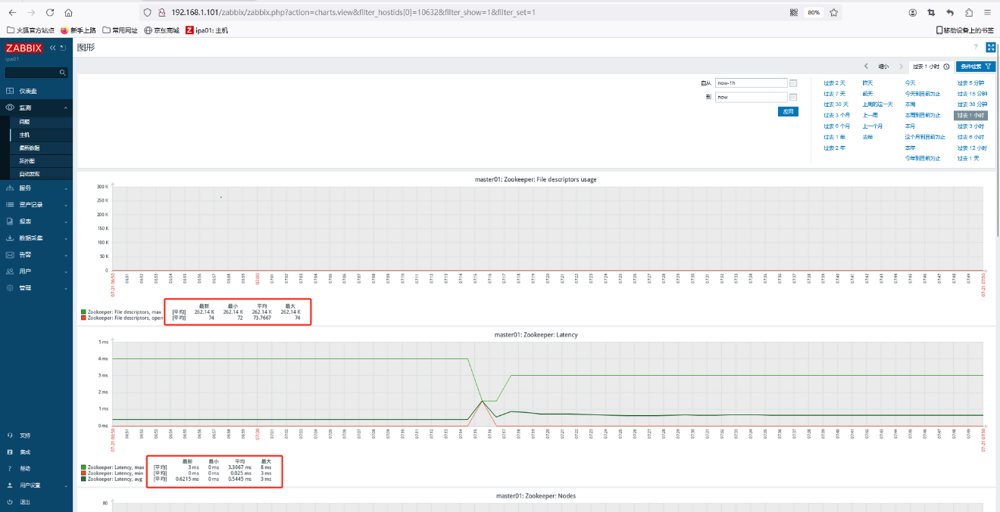 192.168.1.101/zabbix/zabbix.php?action=charts.view&filter_hostids[0]=10632&filter_show=1&filter_set=1
80%
火狐官方站点 新手上路 常用网址 京东商城 ipa01: 主机
移动设备上的书签
ZABBIX
ipa01
仪表盘
监测
问题
主机
最新数据
拓扑图
自动发现
服务
资产记录
报表
数据采集
告警
用户
管理
支持
集成
帮助
用户设置
退出
图形
?
缩小
过去 1 小时
条件检索
自从 now-1h
到 now
应用
过去 2 天 昨天 今天 过去 5 分钟
过去 7 天 前天 今天到目前为止 过去 15 分钟
过去 30 天 上周的这一天 本周 过去 30 分钟
过去 3 个月 上一周 本周到目前为止 过去 1 小时
过去 6 个月 上一个月 本月 过去 3 小时
过去 1 年 去年 这个月到目前为止 过去 6 小时
过去 2 年 本年 过去 12 小时
今年到目前为止 过去 1 天
master01: Zookeeper: File descriptors usage
300 K
250 K
200 K
150 K
100 K
50 K
0
07-21 06:50 06:51 06:52 06:53 06:54 06:55 06:56 06:57 06:58 06:59 07:00 07:01 07:02 07:03 07:04 07:05 07:06 07:07 07:08 07:09 07:10 07:11 07:12 07:13 07:14 07:15 07:16 07:17 07:18 07:19 07:20 07:21 07:22 07:23 07:24 07:25 07:26 07:27 07:28 07:29 07:30 07:31 07:32 07:33 07:34 07:35 07:36 07:37 07:38 07:39 07:40 07:41 07:42 07:43 07:44 07:45 07:46 07:47 07:48 07:49 07-21 07:50
最新 最小 平均 最大
Zookeeper: File descriptors, max [平均] 262.14 K 262.14 K 262.14 K 262.14 K
Zookeeper: File descriptors, open [平均] 74 72 73.7667 74
master01: Zookeeper: Latency
5 ms
4 ms
3 ms
2 ms
1 ms
0 ms
07-21 06:50 06:51 06:52 06:53 06:54 06:55 06:56 06:57 06:58 06:59 07:00 07:01 07:02 07:03 07:04 07:05 07:06 07:07 07:08 07:09 07:10 07:11 07:12 07:13 07:14 07:15 07:16 07:17 07:18 07:19 07:20 07:21 07:22 07:23 07:24 07:25 07:26 07:27 07:28 07:29 07:30 07:31 07:32 07:33 07:34 07:35 07:36 07:37 07:38 07:39 07:40 07:41 07:42 07:43 07:44 07:45 07:46 07:47 07:48 07:49 07-21 07:50
最新 最小 平均 最大
Zookeeper: Latency, max [平均] 3 ms 0 ms 3.3667 ms 8 ms
Zookeeper: Latency, min [平均] 0 ms 0 ms 0.025 ms 3 ms
Zookeeper: Latency, avg [平均] 0.6215 ms 0 ms 0.5445 ms 3 ms
master01: Zookeeper: Nodes
80